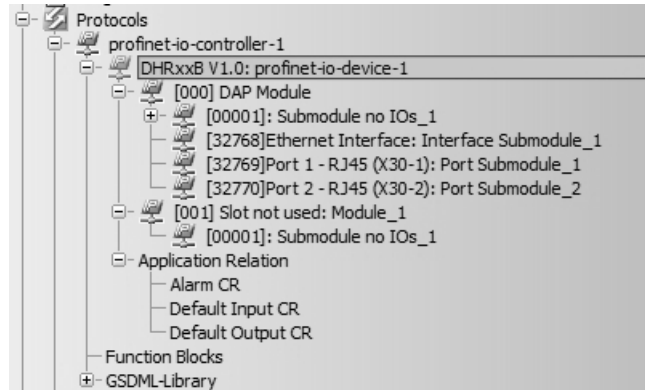 Protocols
profinet-io-controller-1
DHRxxB V1.0: profinet-io-device-1
[000] DAP Module
[00001]: Submodule no IOs_1
[32768]Ethernet Interface: Interface Submodule_1
[32769]Port 1 - RJ45 (X30-1): Port Submodule_1
[32770]Port 2 - RJ45 (X30-2): Port Submodule_2
[001] Slot not used: Module_1
[00001]: Submodule no IOs_1
Application Relation
Alarm CR
Default Input CR
Default Output CR
Function Blocks
GSDML-Library